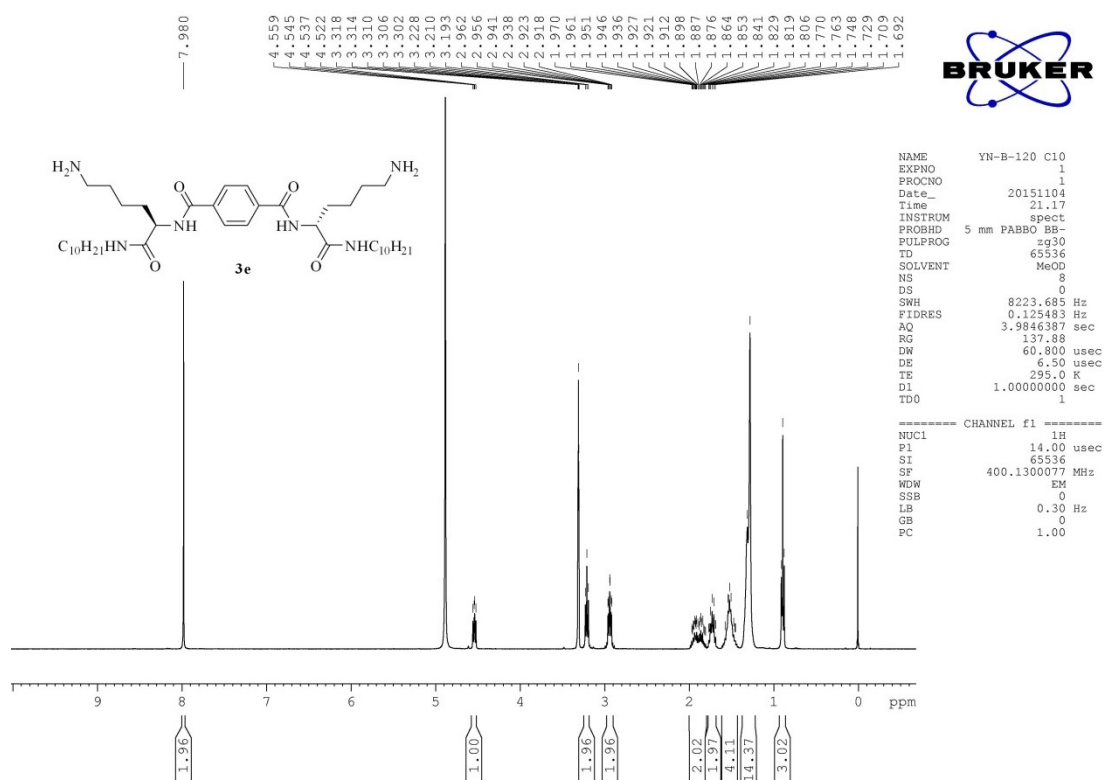 7.980
4.559
4.545
4.537
4.522
3.318
3.314
3.310
3.306
3.302
3.228
3.210
3.193
2.962
2.956
2.941
2.938
2.923
2.918
1.970
1.961
1.951
1.946
1.936
1.927
1.921
1.912
1.898
1.887
1.876
1.864
1.853
1.841
1.829
1.819
1.806
1.770
1.763
1.748
1.729
1.709
1.692
BRUKER
NAME YN-B-120 C10
EXPNO 1
PROCNO 1
Date_ 20151104
Time 21.17
INSTRUM spect
PROBHD 5 mm PABBO BB-
PULPROG zg30
TD 65536
SOLVENT MeOD
NS 8
DS 0
SWH 8223.685 Hz
FIDRES 0.125483 Hz
AQ 3.9846387 sec
RG 137.88
DW 60.800 usec
DE 6.50 usec
TE 295.0 K
D1 1.00000000 sec
TD0 1
======== CHANNEL f1 ========
NUC1 1H
P1 14.00 usec
SI 65536
SF 400.1300077 MHz
WDW EM
SSB 0
LB 0.30 Hz
GB 0
PC 1.00
H2N NH2
O O
NH NH
C10H21HN NHC10H21
O O
3e
9 8 7 6 5 4 3 2 1 0 ppm
1.96 1.00 1.96 1.96 2.02 1.97 4.11 14.37 3.02